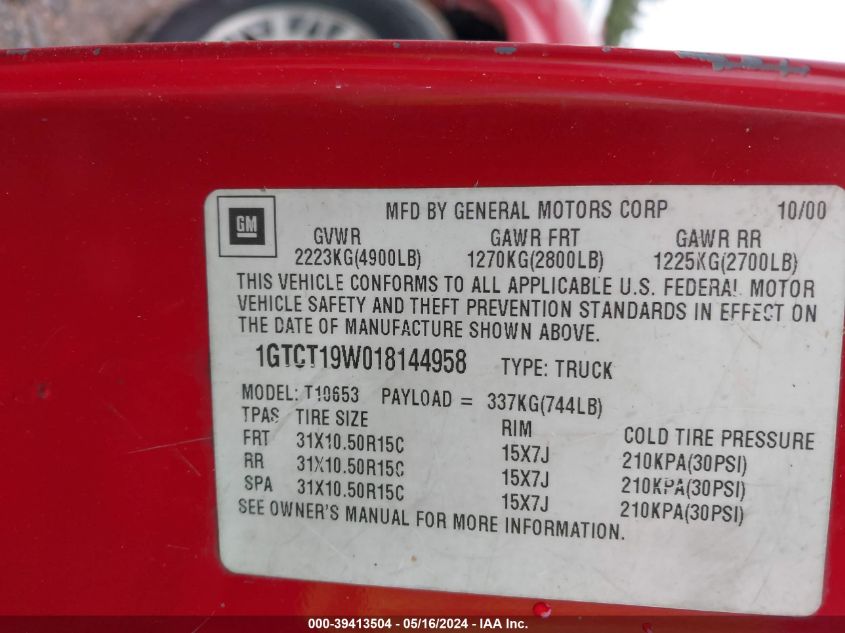 GM
MFD BY GENERAL MOTORS CORP 10/00
GVWR GAWR FRT GAWR RR
2223KG(4900LB) 1270KG(2800LB) 1225KG(2700LB)
THIS VEHICLE CONFORMS TO ALL APPLICABLE U.S. FEDERAL MOTOR
VEHICLE SAFETY AND THEFT PREVENTION STANDARDS IN EFFECT ON
THE DATE OF MANUFACTURE SHOWN ABOVE.
1GTCT19W018144958 TYPE: TRUCK
MODEL: T10653 PAYLOAD = 337KG(744LB)
TPAS TIRE SIZE RIM COLD TIRE PRESSURE
FRT 31X10.50R15C 15X7J 210KPA(30PSI)
RR 31X10.50R15C 15X7J 210KPA(30PSI)
SPA 31X10.50R15C 15X7J 210KPA(30PSI)
SEE OWNER'S MANUAL FOR MORE INFORMATION.
000-39413504 - 05/16/2024 - IAA Inc.